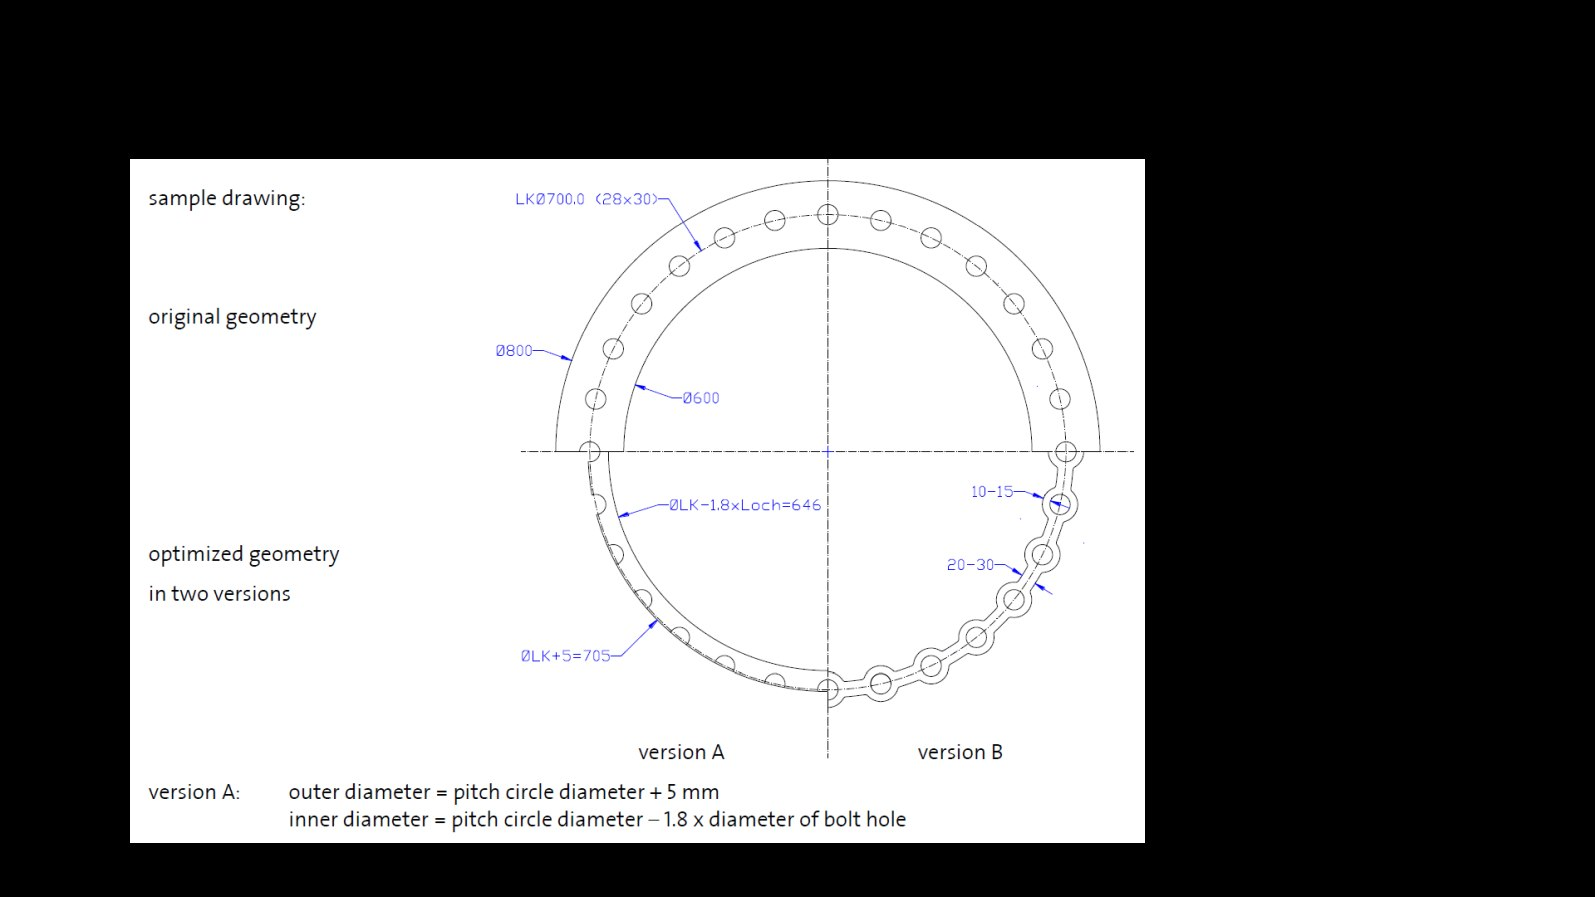 sample drawing:
LKØ700.0 (28x30)
original geometry
Ø800
Ø600
ØLK-1.8xLoch=646
10-15
optimized geometry
20-30
in two versions
ØLK+5=705
version A
version B
version A: outer diameter = pitch circle diameter + 5 mm
inner diameter = pitch circle diameter – 1.8 x diameter of bolt hole